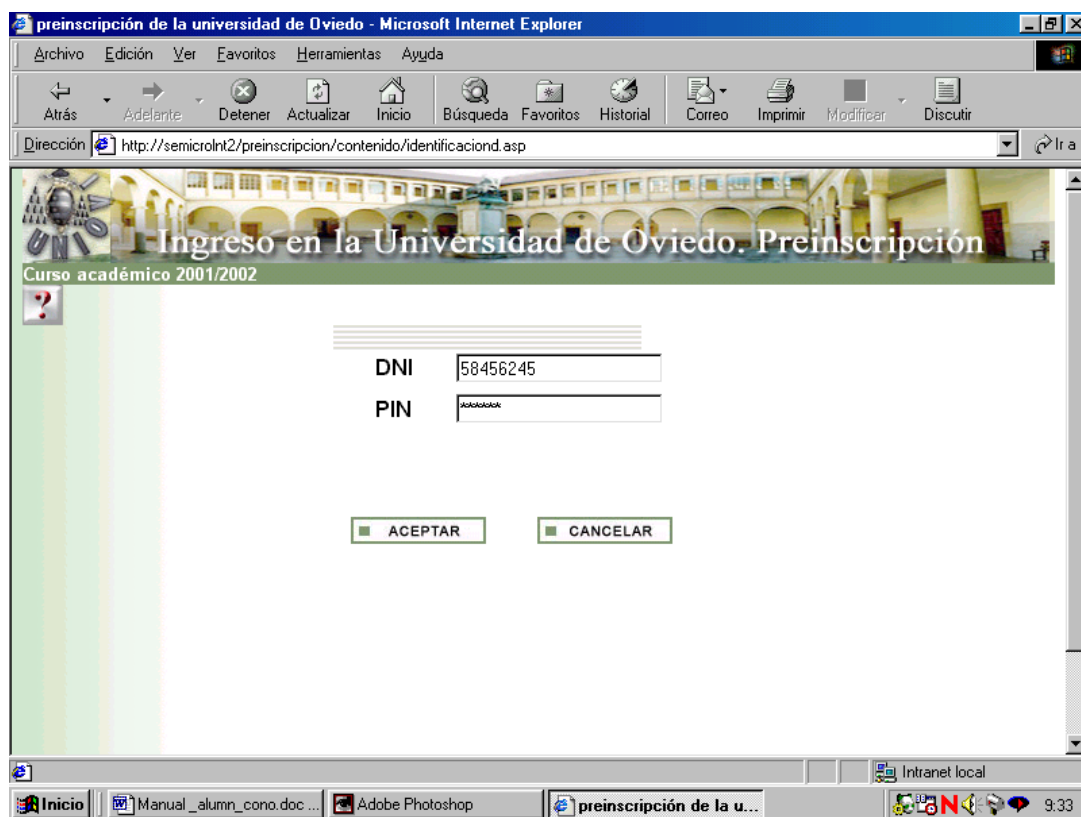 preinscripción de la universidad de Oviedo - Microsoft Internet Explorer
Archivo Edición Ver Favoritos Herramientas Ayuda
Atrás Adelante Detener Actualizar Inicio Búsqueda Favoritos Historial Correo Imprimir Modificar Discutir
Dirección http://semicrolnt2/preinscripcion/contenido/identificaciond.asp Ir a
UNIO
Ingreso en la Universidad de Oviedo. Preinscripción
Curso académico 2001/2002
?
DNI 58456245
PIN ******
ACEPTAR CANCELAR
Intranet local
Inicio Manual _alumn_cono.doc ... Adobe Photoshop preinscripción de la u... 9:33